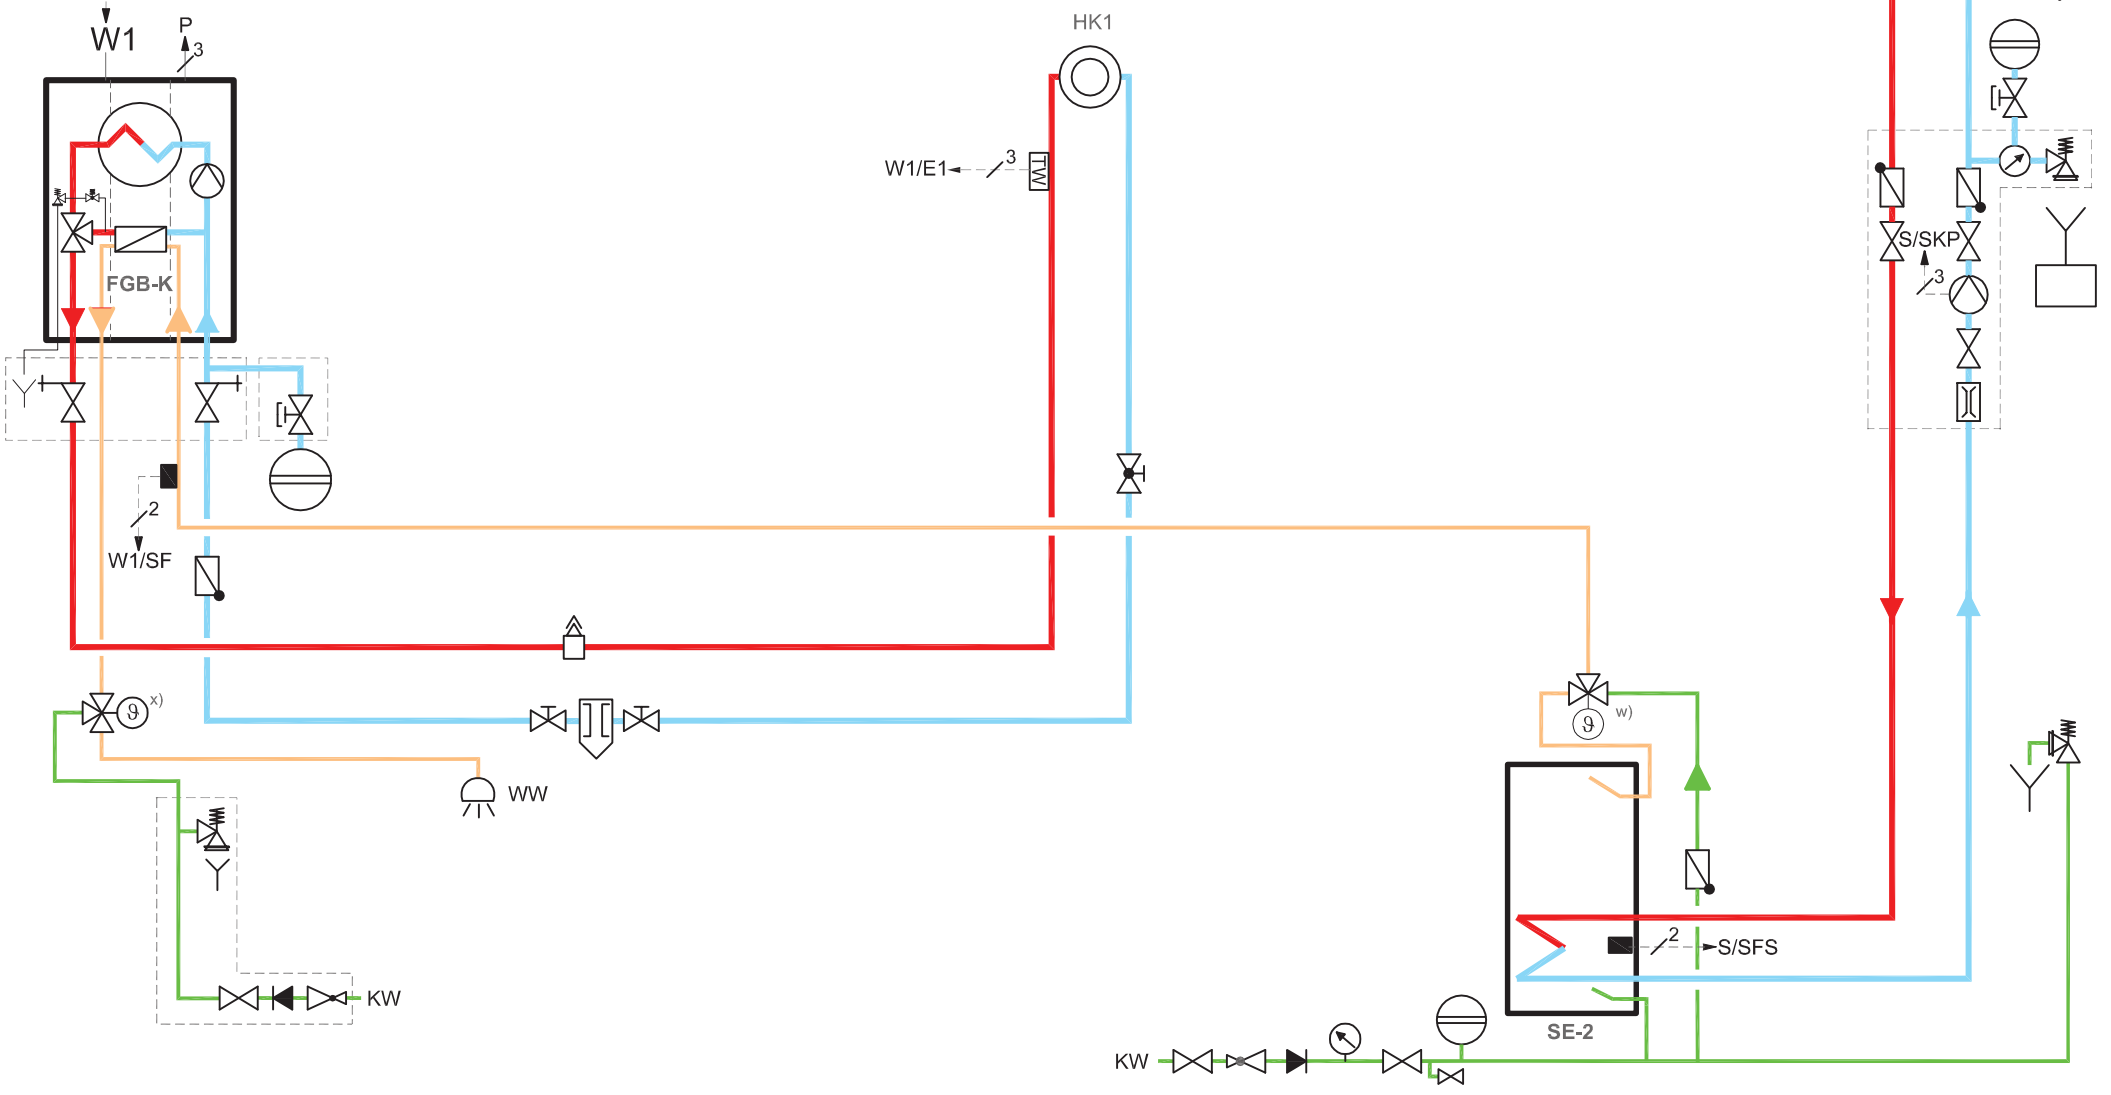 W1
P
3
HK1
W1/E1
3
TW
S/SKP
3
FGB-K
2
W1/SF
ϑ x)
ϑ w)
WW
2
S/SFS
KW
SE-2
KW